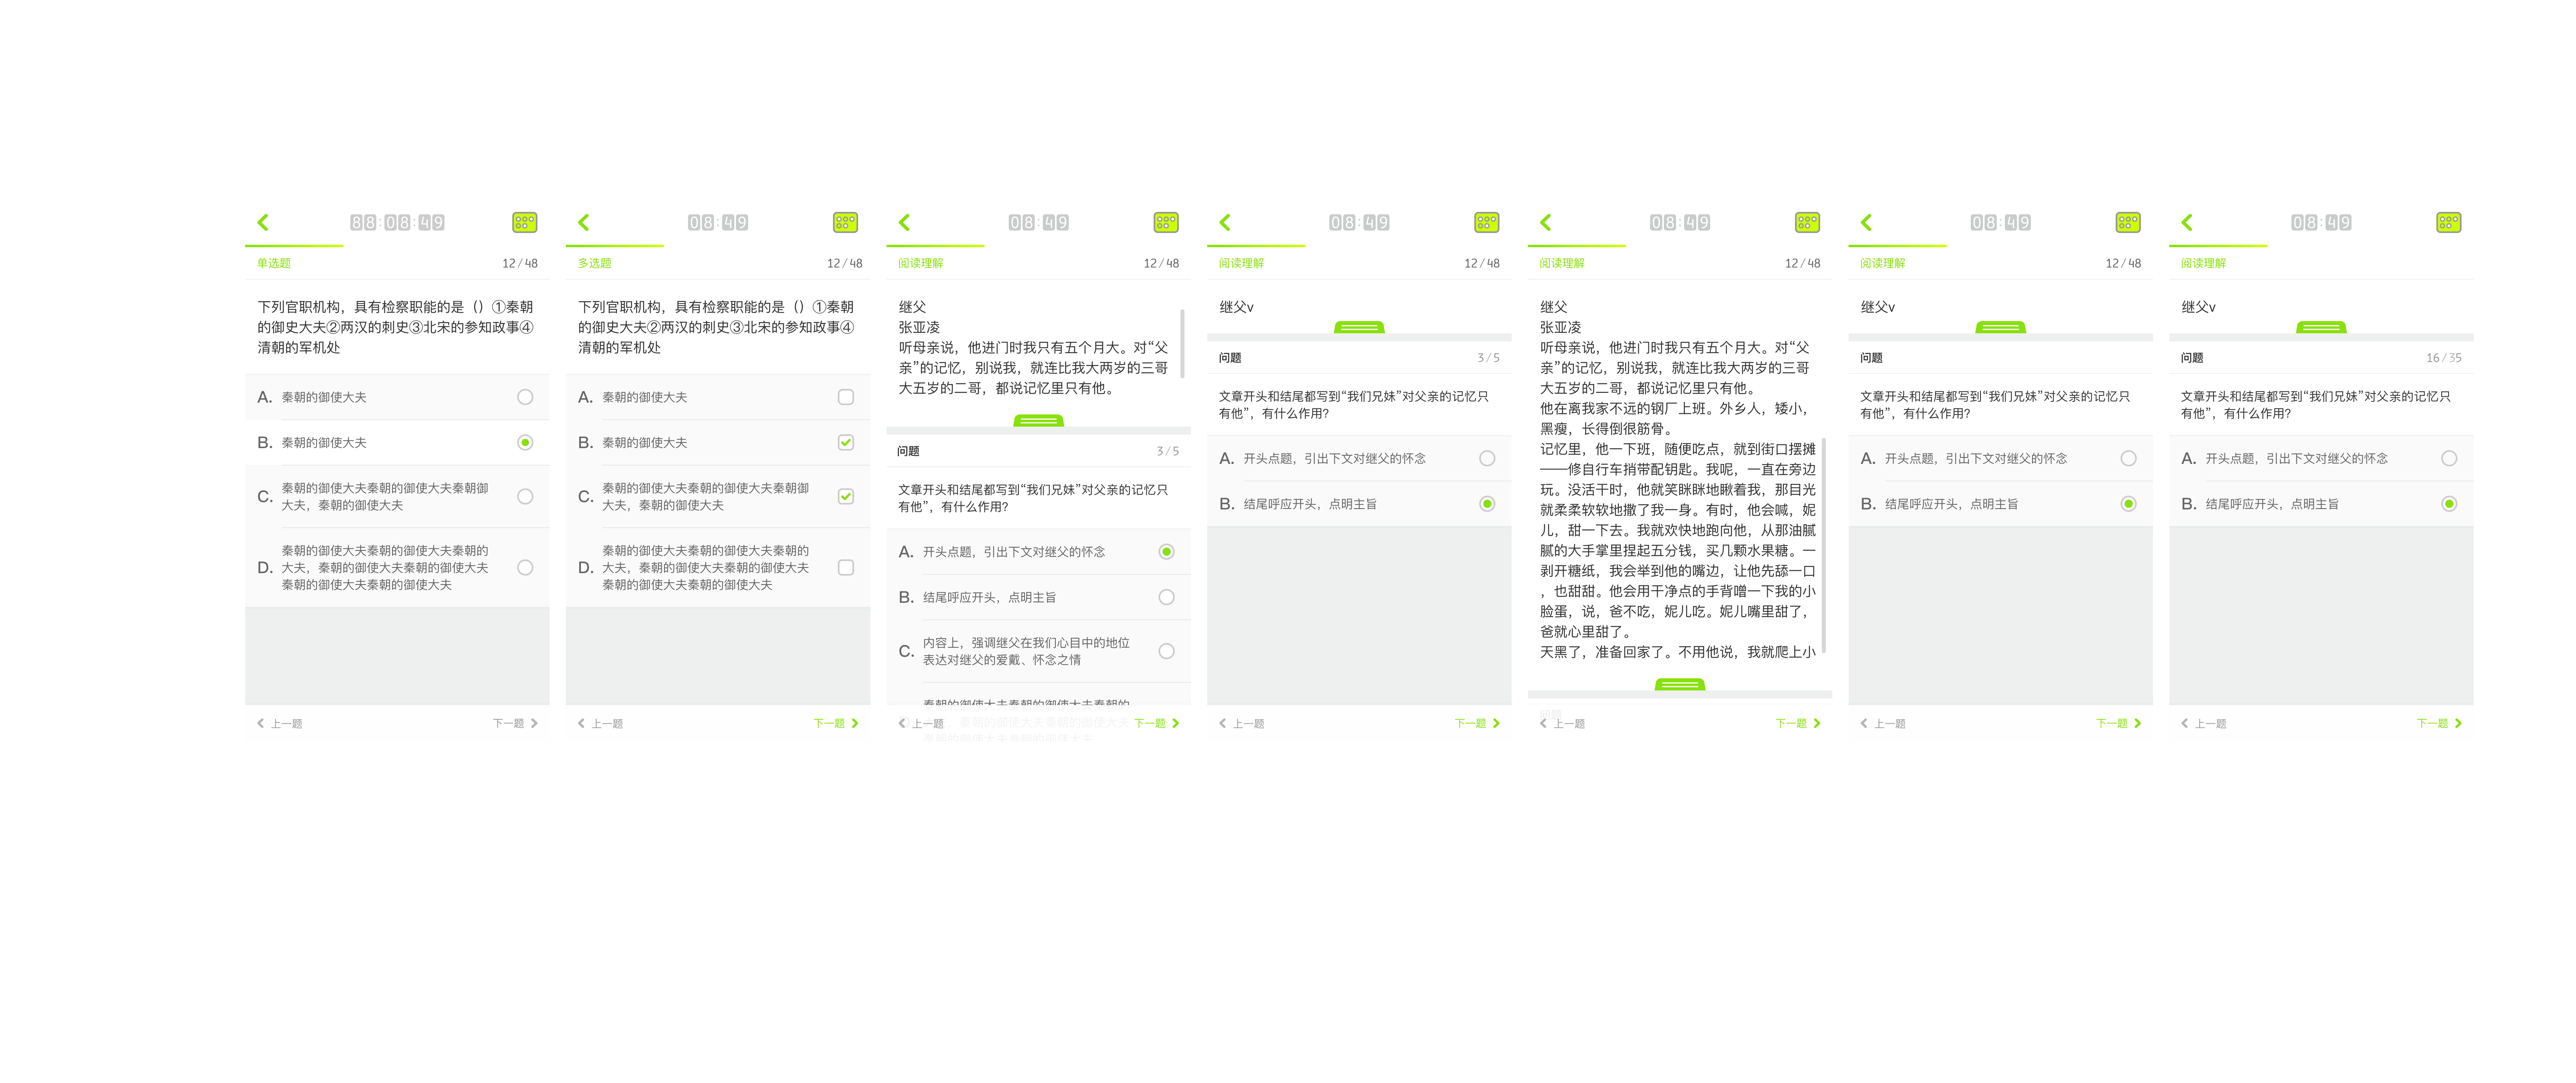 88:08:49
单选题 12/48
下列官职机构，具有检察职能的是（）①秦朝
的御史大夫②两汉的刺史③北宋的参知政事④
清朝的军机处
A. 秦朝的御使大夫
B. 秦朝的御使大夫
C. 秦朝的御使大夫秦朝的御使大夫秦朝御
大夫，秦朝的御使大夫
D. 秦朝的御使大夫秦朝的御使大夫秦朝的
大夫，秦朝的御使大夫秦朝的御使大夫
秦朝的御使大夫秦朝的御使大夫
上一题 下一题
08:49
多选题 12/48
下列官职机构，具有检察职能的是（）①秦朝
的御史大夫②两汉的刺史③北宋的参知政事④
清朝的军机处
A. 秦朝的御使大夫
B. 秦朝的御使大夫
C. 秦朝的御使大夫秦朝的御使大夫秦朝御
大夫，秦朝的御使大夫
D. 秦朝的御使大夫秦朝的御使大夫秦朝的
大夫，秦朝的御使大夫秦朝的御使大夫
秦朝的御使大夫秦朝的御使大夫
上一题 下一题
08:49
阅读理解 12/48
继父
张亚凌
听母亲说，他进门时我只有五个月大。对“父
亲”的记忆，别说我，就连比我大两岁的三哥
大五岁的二哥，都说记忆里只有他。
问题 3/5
文章开头和结尾都写到“我们兄妹”对父亲的记忆只
有他”，有什么作用?
A. 开头点题，引出下文对继父的怀念
B. 结尾呼应开头，点明主旨
C. 内容上，强调继父在我们心目中的地位
表达对继父的爱戴、怀念之情
秦朝的御使大夫秦朝的御使大夫秦朝的
，秦朝的御使大夫秦朝的御使大夫
秦朝的御使大夫秦朝的御使大夫
上一题 下一题
08:49
阅读理解 12/48
继父v
问题 3/5
文章开头和结尾都写到“我们兄妹”对父亲的记忆只
有他”，有什么作用?
A. 开头点题，引出下文对继父的怀念
B. 结尾呼应开头，点明主旨
上一题 下一题
08:49
阅读理解 12/48
继父
张亚凌
听母亲说，他进门时我只有五个月大。对“父
亲”的记忆，别说我，就连比我大两岁的三哥
大五岁的二哥，都说记忆里只有他。
他在离我家不远的钢厂上班。外乡人，矮小，
黑瘦，长得倒很筋骨。
记忆里，他一下班，随便吃点，就到街口摆摊
——修自行车捎带配钥匙。我呢，一直在旁边
玩。没活干时，他就笑眯眯地瞅着我，那目光
就柔柔软软地撒了我一身。有时，他会喊，妮
儿，甜一下去。我就欢快地跑向他，从那油腻
腻的大手掌里捏起五分钱，买几颗水果糖。一
剥开糖纸，我会举到他的嘴边，让他先舔一口
，也甜甜。他会用干净点的手背噌一下我的小
脸蛋，说，爸不吃，妮儿吃。妮儿嘴里甜了，
爸就心里甜了。
天黑了，准备回家了。不用他说，我就爬上小
问题
上一题 下一题
08:49
阅读理解 12/48
继父v
问题
文章开头和结尾都写到“我们兄妹”对父亲的记忆只
有他”，有什么作用?
A. 开头点题，引出下文对继父的怀念
B. 结尾呼应开头，点明主旨
上一题 下一题
08:49
阅读理解
继父v
问题 16/35
文章开头和结尾都写到“我们兄妹”对父亲的记忆只
有他”，有什么作用?
A. 开头点题，引出下文对继父的怀念
B. 结尾呼应开头，点明主旨
上一题 下一题